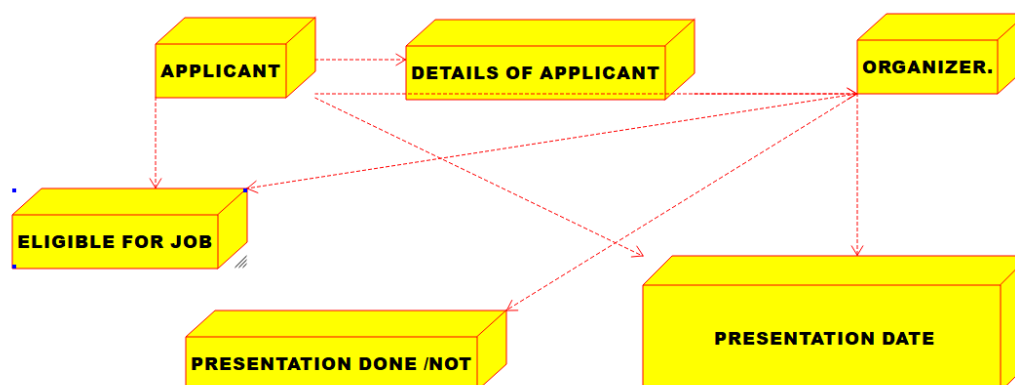 APPLICANT
DETAILS OF APPLICANT
ORGANIZER.
ELIGIBLE FOR JOB
PRESENTATION DATE
PRESENTATION DONE /NOT